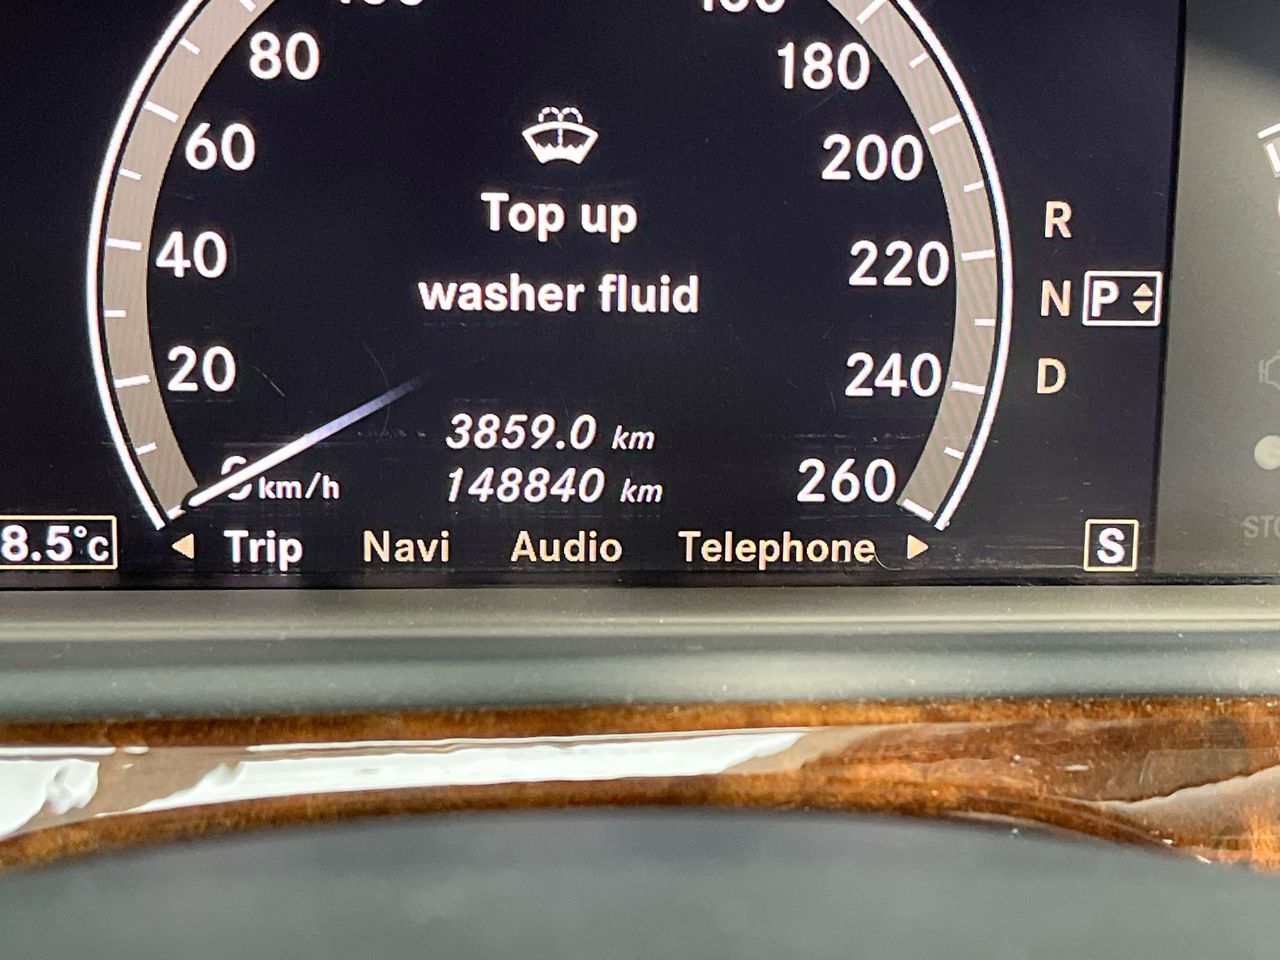 80
180
60
200
Top up
R
40
220
washer fluid
N P
20
240
D
3859.0 km
km/h
148840 km
260
8.5°C
Trip Navi Audio Telephone
S